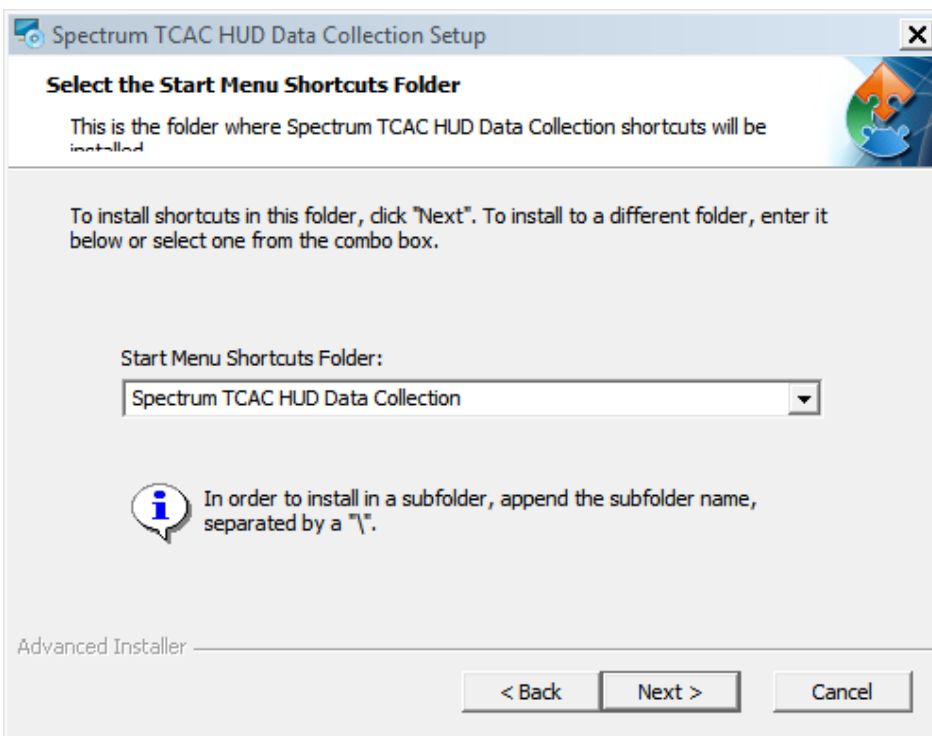 Spectrum TCAC HUD Data Collection Setup
Select the Start Menu Shortcuts Folder
This is the folder where Spectrum TCAC HUD Data Collection shortcuts will be
installed
To install shortcuts in this folder, click "Next". To install to a different folder, enter it
below or select one from the combo box.
Start Menu Shortcuts Folder:
Spectrum TCAC HUD Data Collection
In order to install in a subfolder, append the subfolder name,
separated by a "\".
Advanced Installer
< Back
Next >
Cancel